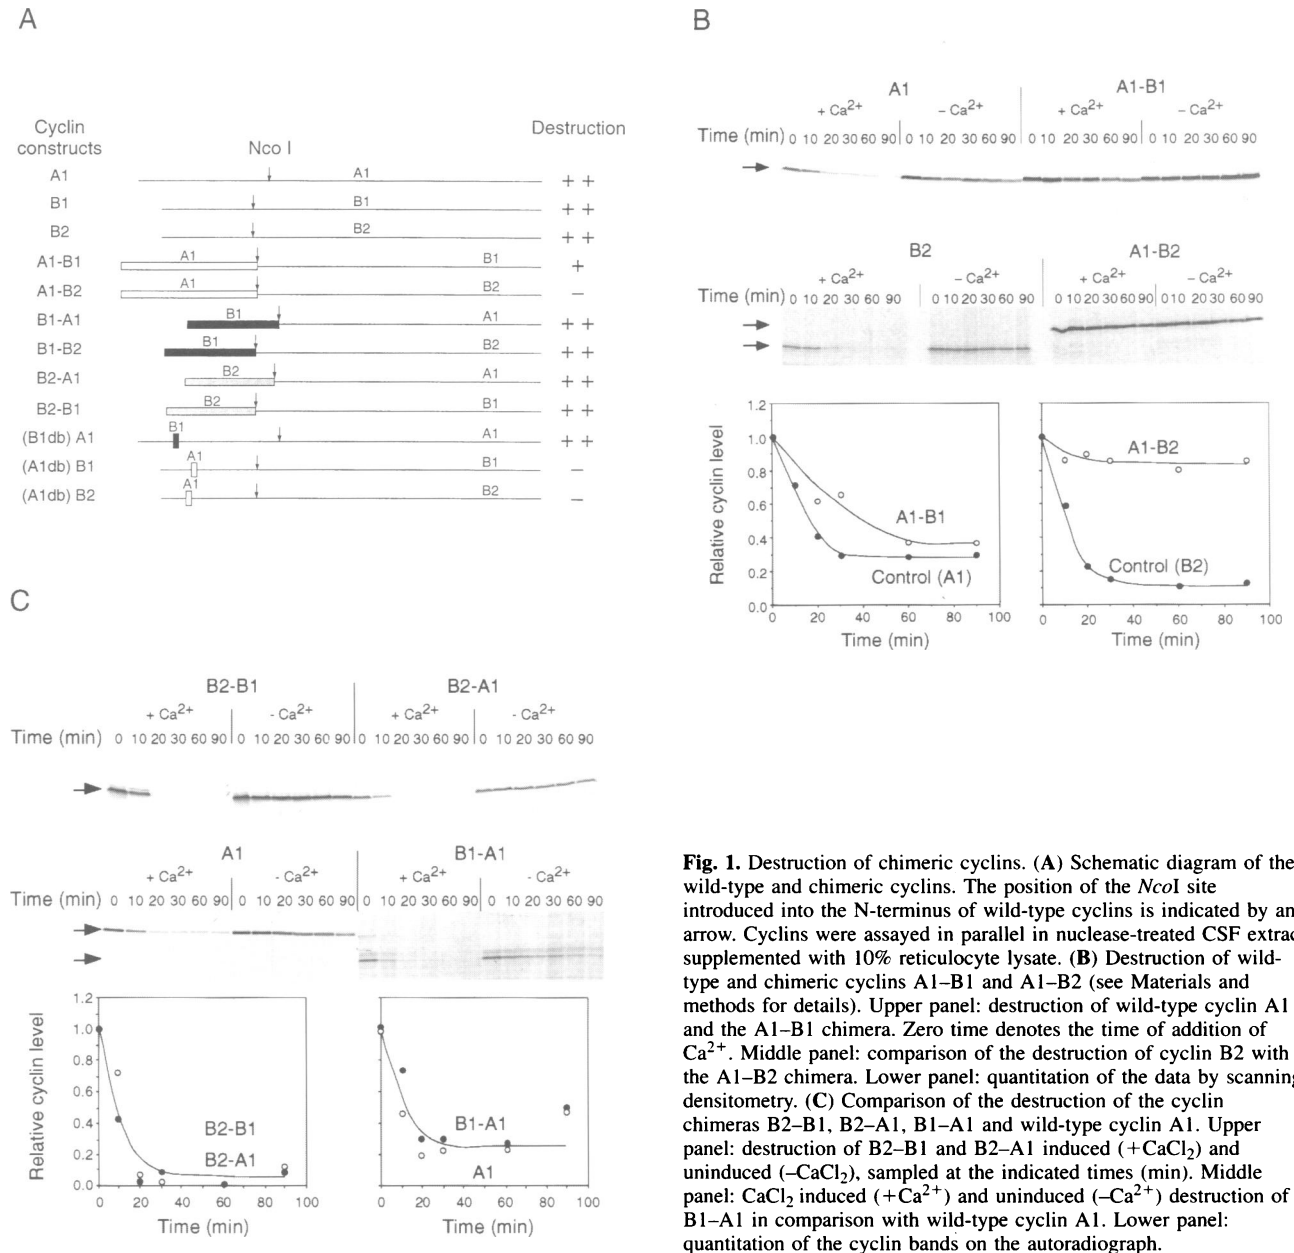 A
Cyclin constructs
Nco I
Destruction
A1 A1 + +
B1 B1 + +
B2 B2 + +
A1-B1 A1 B1 +
A1-B2 A1 B2 −
B1-A1 B1 A1 + +
B1-B2 B1 B2 + +
B2-A1 B2 A1 + +
B2-B1 B2 B1 + +
(B1db) A1 B1 A1 + +
(A1db) B1 A1 B1 −
(A1db) B2 A1 B2 −
B
A1 A1-B1
+ Ca2+ − Ca2+ + Ca2+ − Ca2+
Time (min) 0 10 20 30 60 90 0 10 20 30 60 90 0 10 20 30 60 90 0 10 20 30 60 90
B2 A1-B2
+ Ca2+ − Ca2+ + Ca2+ − Ca2+
Time (min) 0 10 20 30 60 90 0 10 20 30 60 90 0 10 20 30 60 90 0 10 20 30 60 90
Relative cyclin level
1.2
1.0
0.8
0.6
0.4
0.2
0.0
A1-B1
Control (A1)
0 20 40 60 80 100
Time (min)
A1-B2
Control (B2)
0 20 40 60 80 100
Time (min)
C
B2-B1 B2-A1
+ Ca2+ - Ca2+ + Ca2+ - Ca2+
Time (min) 0 10 20 30 60 90 0 10 20 30 60 90 0 10 20 30 60 90 0 10 20 30 60 90
A1 B1-A1
+ Ca2+ - Ca2+ + Ca2+ - Ca2+
Time (min) 0 10 20 30 60 90 0 10 20 30 60 90 0 10 20 30 60 90 0 10 20 30 60 90
Relative cyclin level
1.2
1.0
0.8
0.6
0.4
0.2
0.0
B2-B1
B2-A1
0 20 40 60 80 100
Time (min)
B1-A1
A1
0 20 40 60 80 100
Time (min)
Fig. 1. Destruction of chimeric cyclins. (A) Schematic diagram of the
wild-type and chimeric cyclins. The position of the NcoI site
introduced into the N-terminus of wild-type cyclins is indicated by an
arrow. Cyclins were assayed in parallel in nuclease-treated CSF extrac
supplemented with 10% reticulocyte lysate. (B) Destruction of wild-
type and chimeric cyclins A1–B1 and A1–B2 (see Materials and
methods for details). Upper panel: destruction of wild-type cyclin A1
and the A1–B1 chimera. Zero time denotes the time of addition of
Ca2+. Middle panel: comparison of the destruction of cyclin B2 with
the A1–B2 chimera. Lower panel: quantitation of the data by scanning
densitometry. (C) Comparison of the destruction of the cyclin
chimeras B2–B1, B2–A1, B1–A1 and wild-type cyclin A1. Upper
panel: destruction of B2–B1 and B2–A1 induced (+CaCl2) and
uninduced (–CaCl2), sampled at the indicated times (min). Middle
panel: CaCl2 induced (+Ca2+) and uninduced (–Ca2+) destruction of
B1–A1 in comparison with wild-type cyclin A1. Lower panel:
quantitation of the cyclin bands on the autoradiograph.